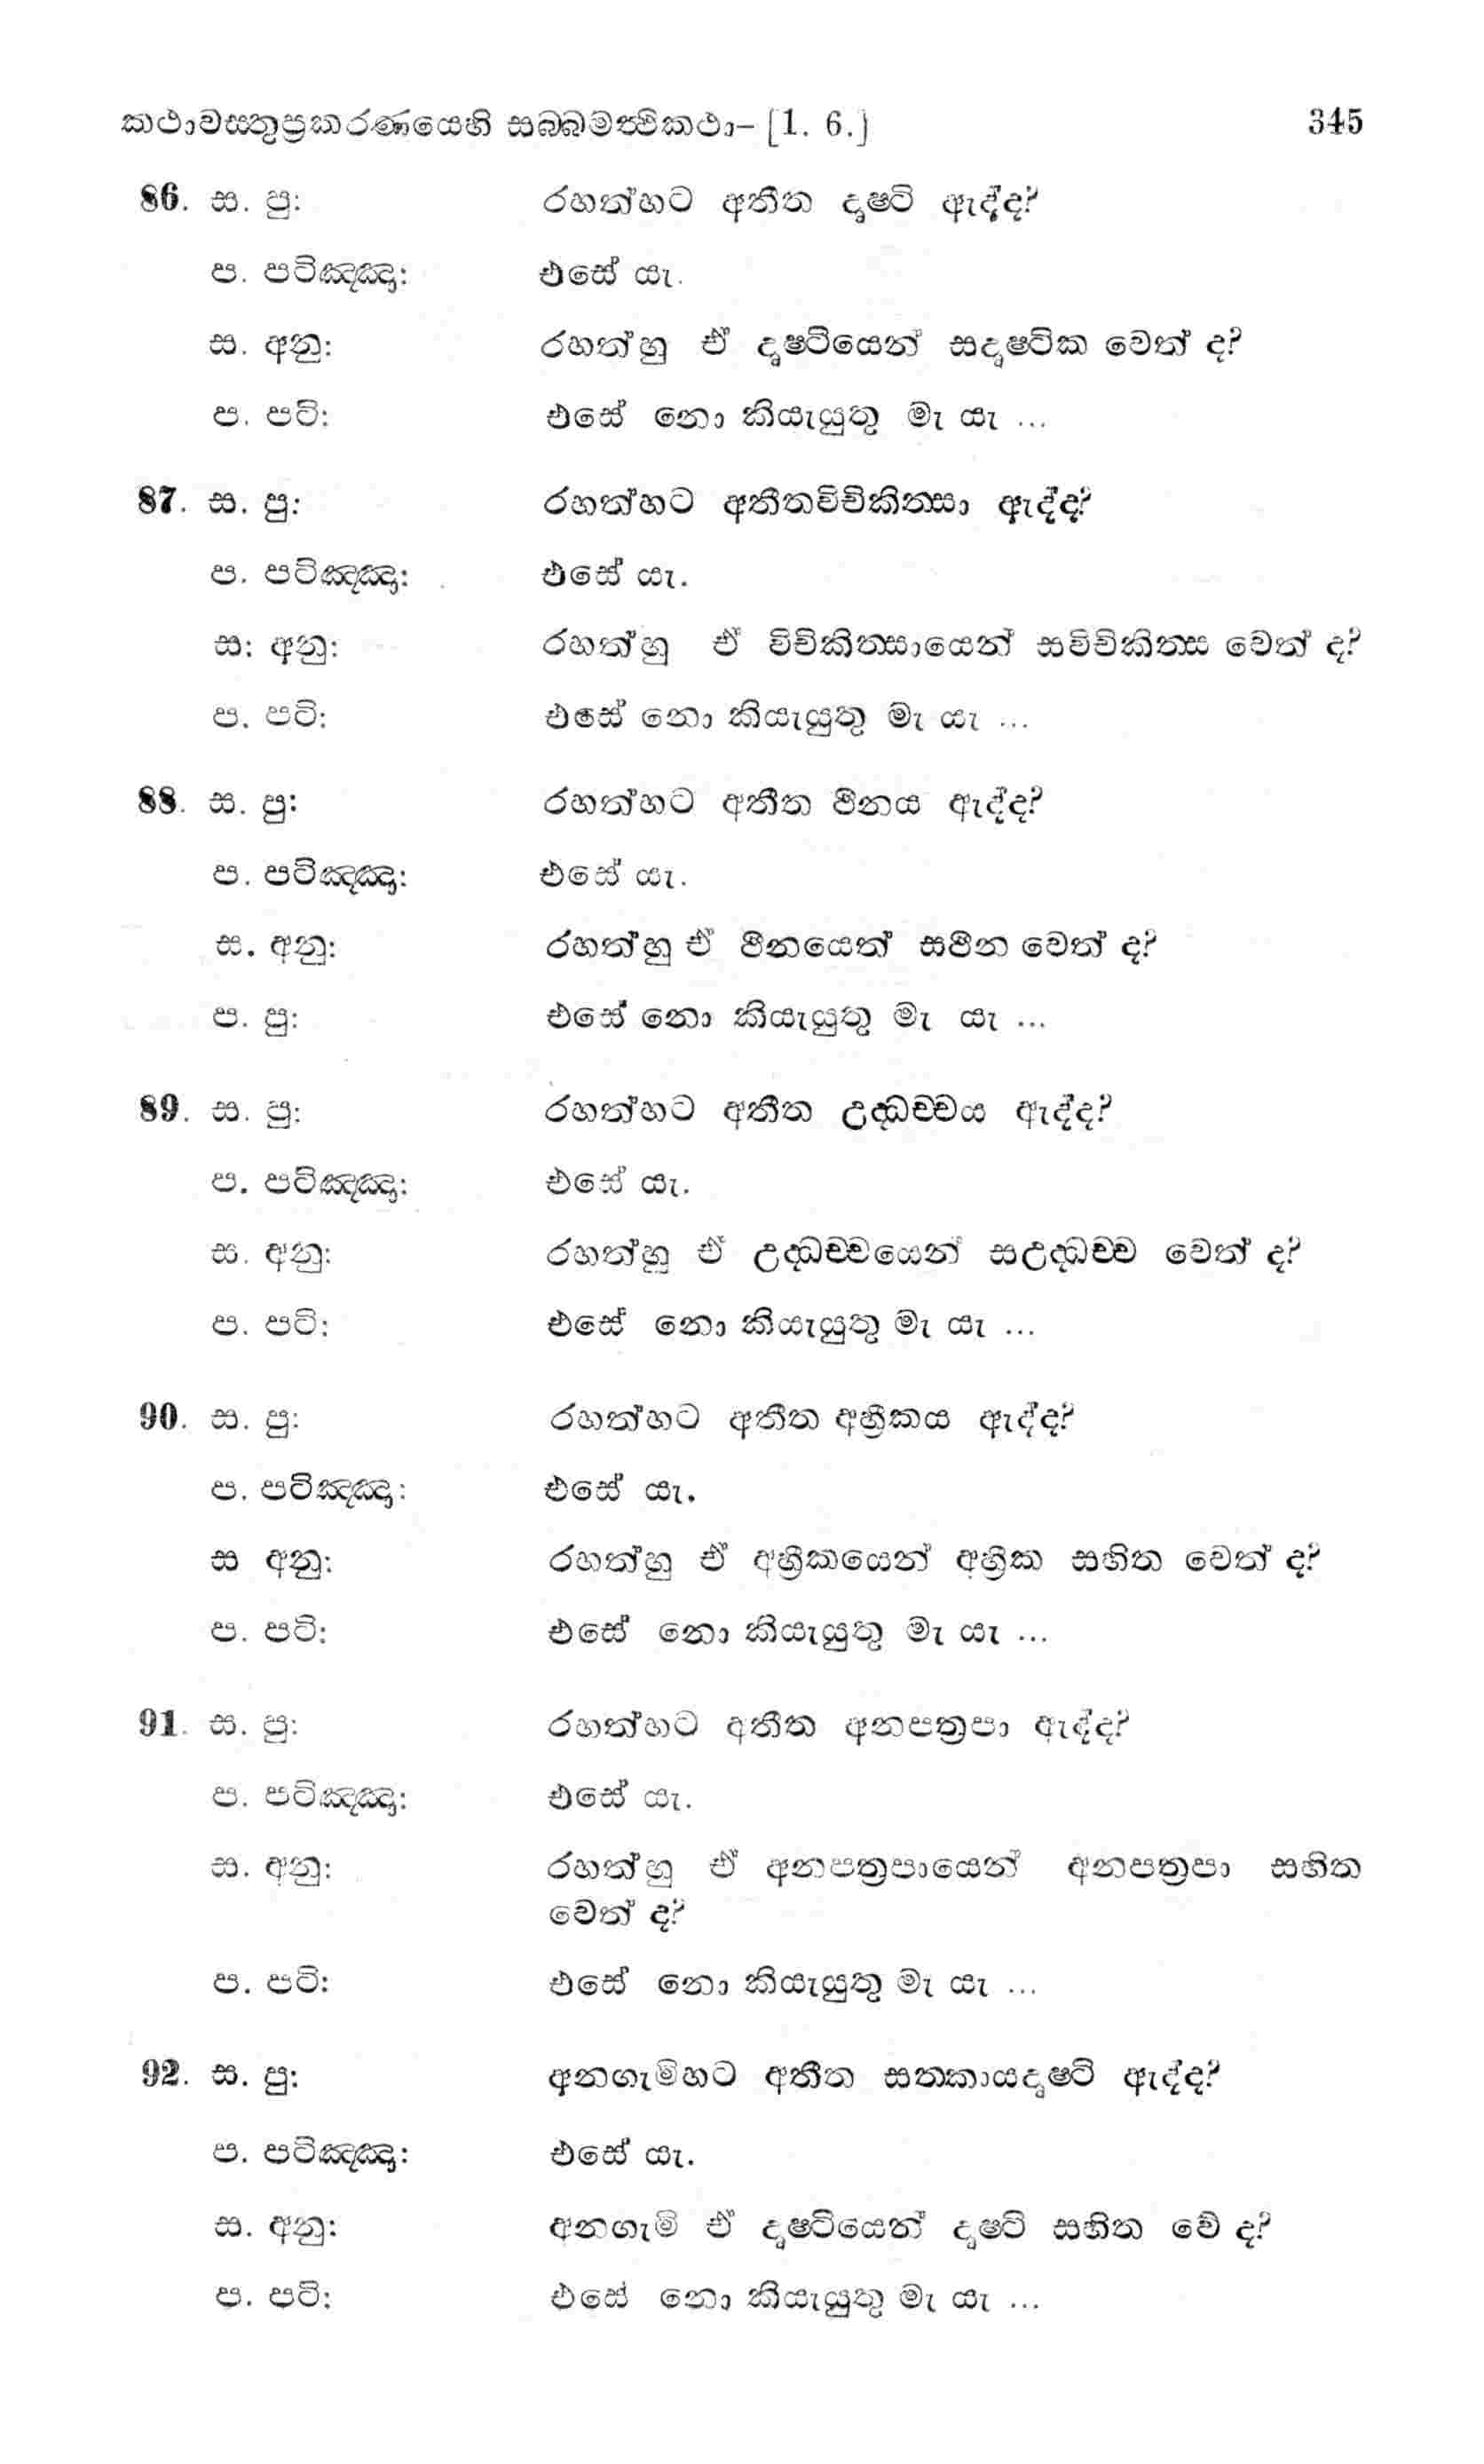 කථාවස්තුප්‍රකරණයෙහි සබ්බමත්ථිකථා– [1. 6.] 345
86. ස. පු: රහත්හට අතීත දෘෂ්ටි ඇද්ද?
ප. පටිඤ්ඤා: එසේ යැ.
ස. අනු: රහත්හු ඒ දෘෂ්ටියෙන් සදෘෂ්ටික වෙත් ද?
ප. පටි: එසේ නො කියැයුතු මැ යැ ...
87. ස. පු: රහත්හට අතීතවිචිකිත්සා ඇද්ද?
ප. පටිඤ්ඤා: එසේ යැ.
ස: අනු: රහත්හු ඒ විචිකිත්සායෙන් සවිචිකිත්ස වෙත් ද?
ප. පටි: එසේ නො කියැයුතු මැ යැ ...
88. ස. පු: රහත්හට අතීත ථීනය ඇද්ද?
ප. පටිඤ්ඤා: එසේ යැ.
ස. අනු: රහත්හු ඒ ථීනයෙන් සථීන වෙත් ද?
ප. පු: එසේ නො කියැයුතු මැ යැ ...
89. ස. පු: රහත්හට අතීත උද්ධච්චය ඇද්ද?
ප. පටිඤ්ඤා: එසේ යැ.
ස. අනු: රහත්හු ඒ උද්ධච්චයෙන් සඋද්ධච්ච වෙත් ද?
ප. පටි: එසේ නො කියැයුතු මැ යැ ...
90. ස. පු: රහත්හට අතීත අහ්‍රීකය ඇද්ද?
ප. පටිඤ්ඤා: එසේ යැ.
ස අනු: රහත්හු ඒ අහ්‍රීකයෙන් අහ්‍රීක සහිත වෙත් ද?
ප. පටි: එසේ නො කියැයුතු මැ යැ ...
91. ස. පු: රහත්හට අතීත අනපත්‍රපා ඇද්ද?
ප. පටිඤ්ඤා: එසේ යැ.
ස. අනු: රහත්හු ඒ අනපත්‍රපායෙන් අනපත්‍රපා සහිත
වෙත් ද?
ප. පටි: එසේ නො කියැයුතු මැ යැ ...
92. ස. පු: අනගැමිහට අතීත සත්කායදෘෂ්ටි ඇද්ද?
ප. පටිඤ්ඤා: එසේ යැ.
ස. අනු: අනගැමි ඒ දෘෂ්ටියෙන් දෘෂ්ටි සහිත වේ ද?
ප. පටි: එසේ නො කියැයුතු මැ යැ ...